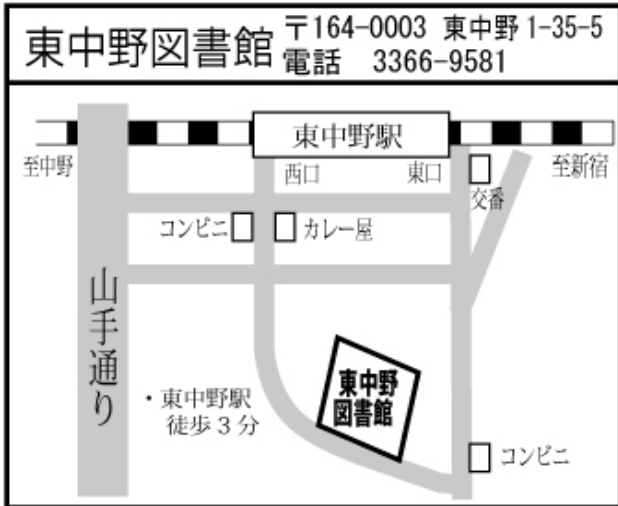 東中野図書館
〒164-0003 東中野1-35-5
電話 3366-9581
東中野駅
至中野
西口
東口
至新宿
交番
コンビニ
カレー屋
山手通り
・東中野駅
徒歩3分
東中野
図書館
コンビニ